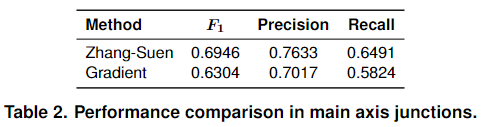 Method F1 Precision Recall
Zhang-Suen 0.6946 0.7633 0.6491
Gradient 0.6304 0.7017 0.5824
Table 2. Performance comparison in main axis junctions.